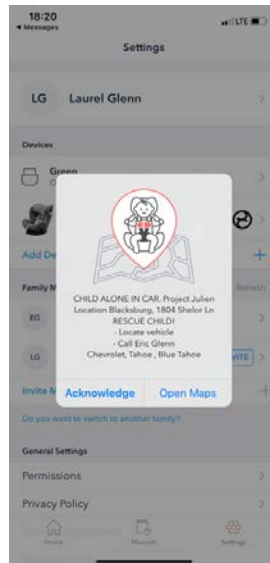 18:20
Messages
LTE
Settings
LG Laurel Glenn
Devices
Green
Add De
Family M
Refresh
EG
CHILD ALONE IN CAR. Project Julien
Location Blacksburg, 1804 Shelor Ln
RESCUE CHILD!
- Locate vehicle
- Call Eric Glenn
Chevrolet, Tahoe , Blue Tahoe
LG
VITE
Acknowledge Open Maps
Invite M
Do you want to switch to another family?
General Settings
Permissions
Privacy Policy
Home Manuals Settings